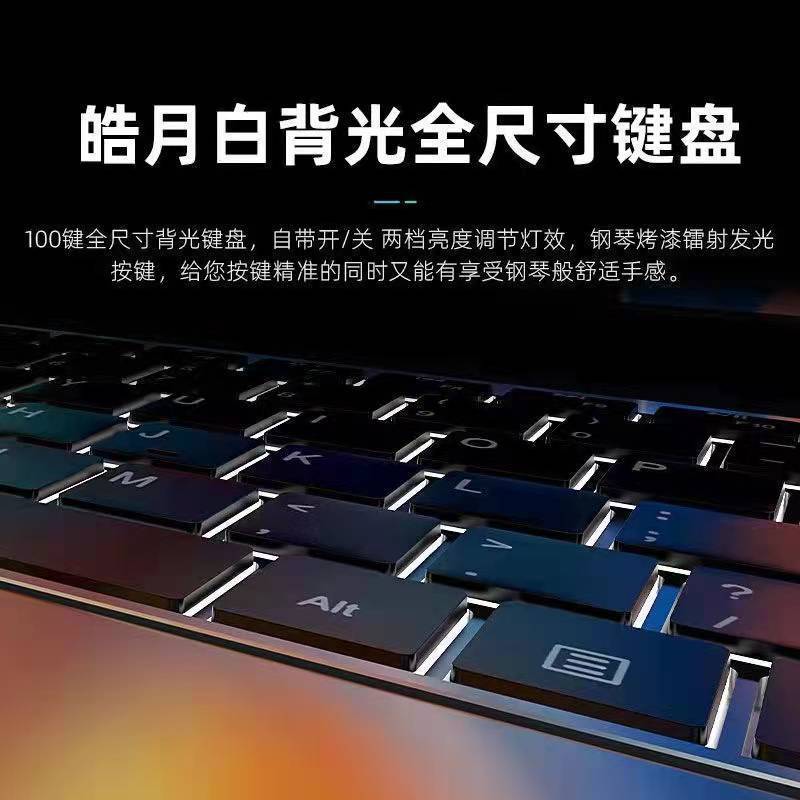 皓月白背光全尺寸键盘
100键全尺寸背光键盘，自带开/关 两档亮度调节灯效，钢琴烤漆镭射发光
按键，给您按键精准的同时又能有享受钢琴般舒适手感。
Y U I O P
H J K L ; :
M , < . > / ?
Alt